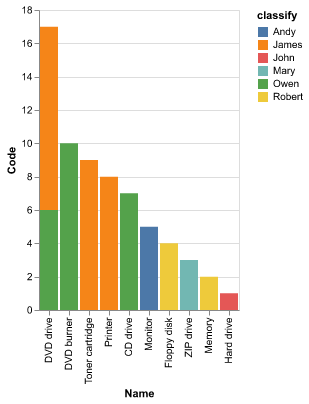 classify
Andy
James
John
Mary
Owen
Robert
18
16
14
12
10
8
6
4
2
0
Code
DVD drive
DVD burner
Toner cartridge
Printer
CD drive
Monitor
Floppy disk
ZIP drive
Memory
Hard drive
Name